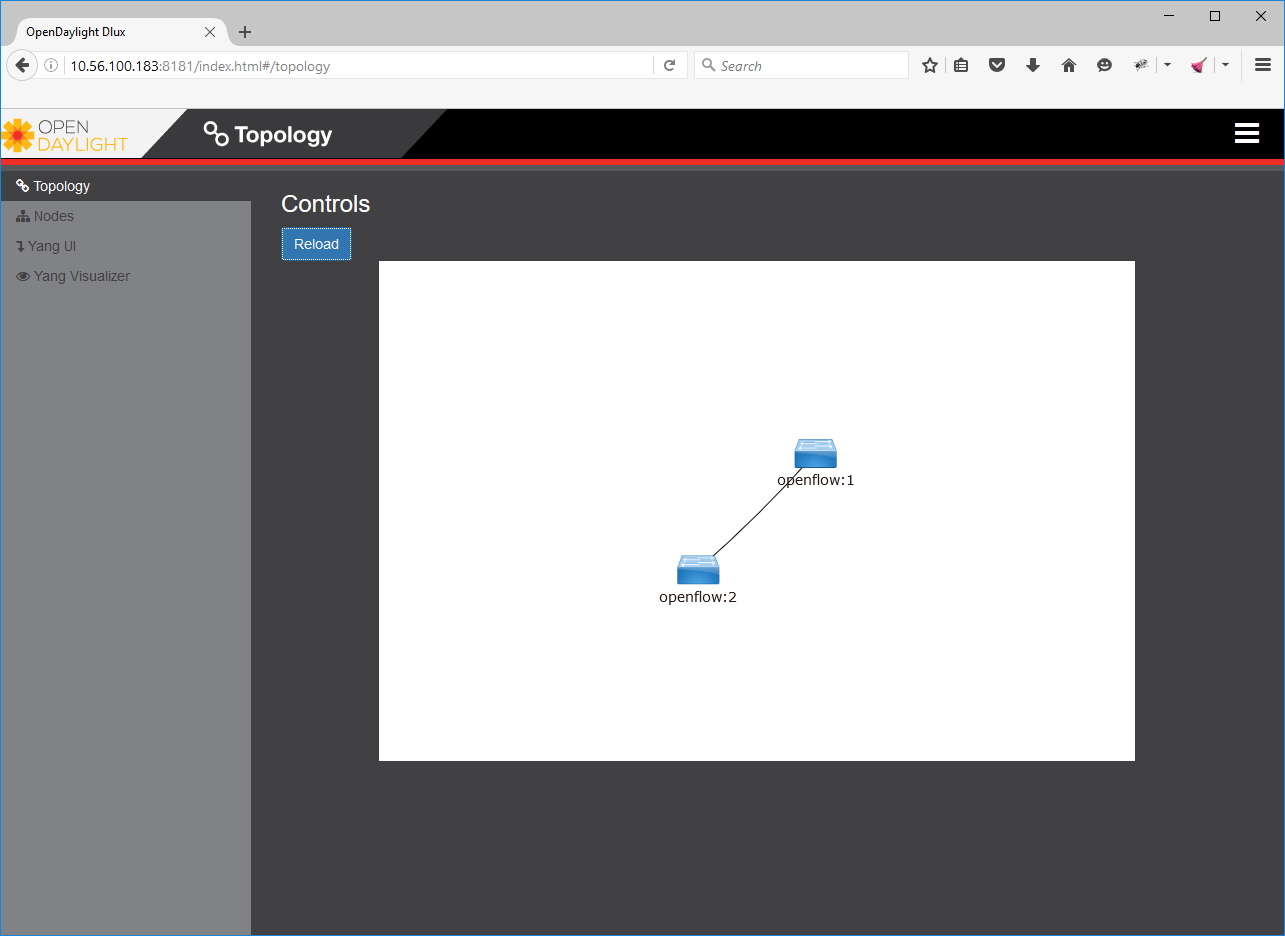 OpenDaylight Dlux
10.56.100.183:8181/index.html#/topology
Search
OPEN
DAYLIGHT
Topology
Topology
Nodes
Yang UI
Yang Visualizer
Controls
Reload
openflow:1
openflow:2